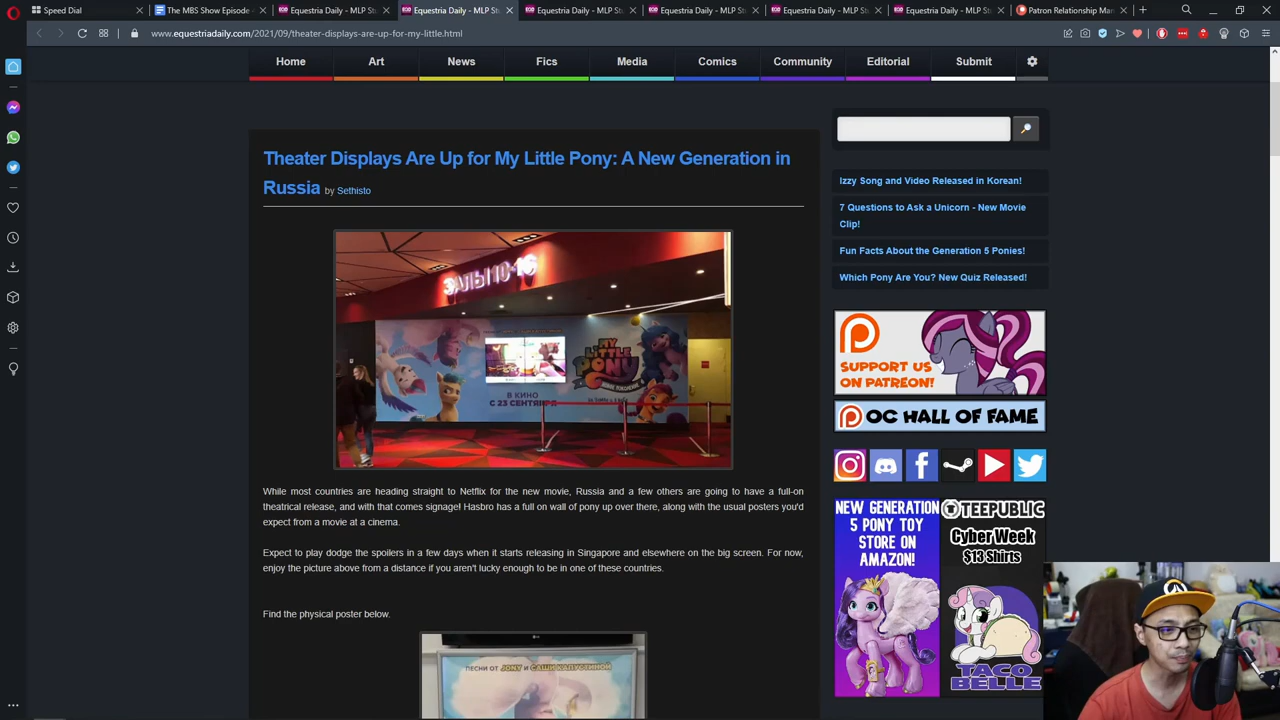 Speed Dial
The MBS Show Episode
Equestria Daily - MLP St
Equestria Daily - MLP St
Equestria Daily - MLP St
Equestria Daily - MLP St
Equestria Daily - MLP St
Equestria Daily - MLP St
Patron Relationship Man
www.equestriadaily.com/2021/09/theater-displays-are-up-for-my-little.html
Home
Art
News
Fics
Media
Comics
Community
Editorial
Submit
Theater Displays Are Up for My Little Pony: A New Generation in
Russia by Sethisto
ЗАЛЫ 10-16
MY
LITTLE
PONY
В КИНО
С 23 СЕНТЯБРЯ
While most countries are heading straight to Netflix for the new movie, Russia and a few others are going to have a full-on
theatrical release, and with that comes signage! Hasbro has a full on wall of pony up over there, along with the usual posters you'd
expect from a movie at a cinema.
Expect to play dodge the spoilers in a few days when it starts releasing in Singapore and elsewhere on the big screen. For now,
enjoy the picture above from a distance if you aren't lucky enough to be in one of these countries.
Find the physical poster below.
ПЕСНИ ОТ JONY И САШИ КАПУСТИНОЙ
Izzy Song and Video Released in Korean!
7 Questions to Ask a Unicorn - New Movie
Clip!
Fun Facts About the Generation 5 Ponies!
Which Pony Are You? New Quiz Released!
SUPPORT US
ON PATREON!
OC HALL OF FAME
NEW GENERATION
5 PONY TOY
STORE ON
AMAZON!
TEEPUBLIC
Cyber Week
$13 Shirts
TACO
BELLE